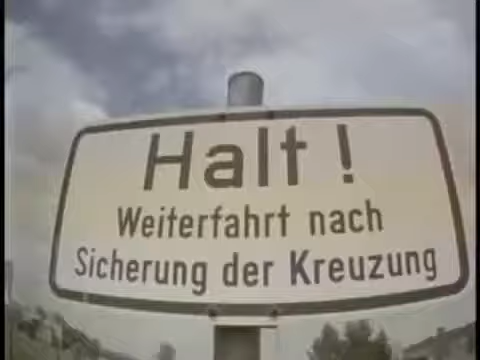 Halt !
Weiterfahrt nach
Sicherung der Kreuzung